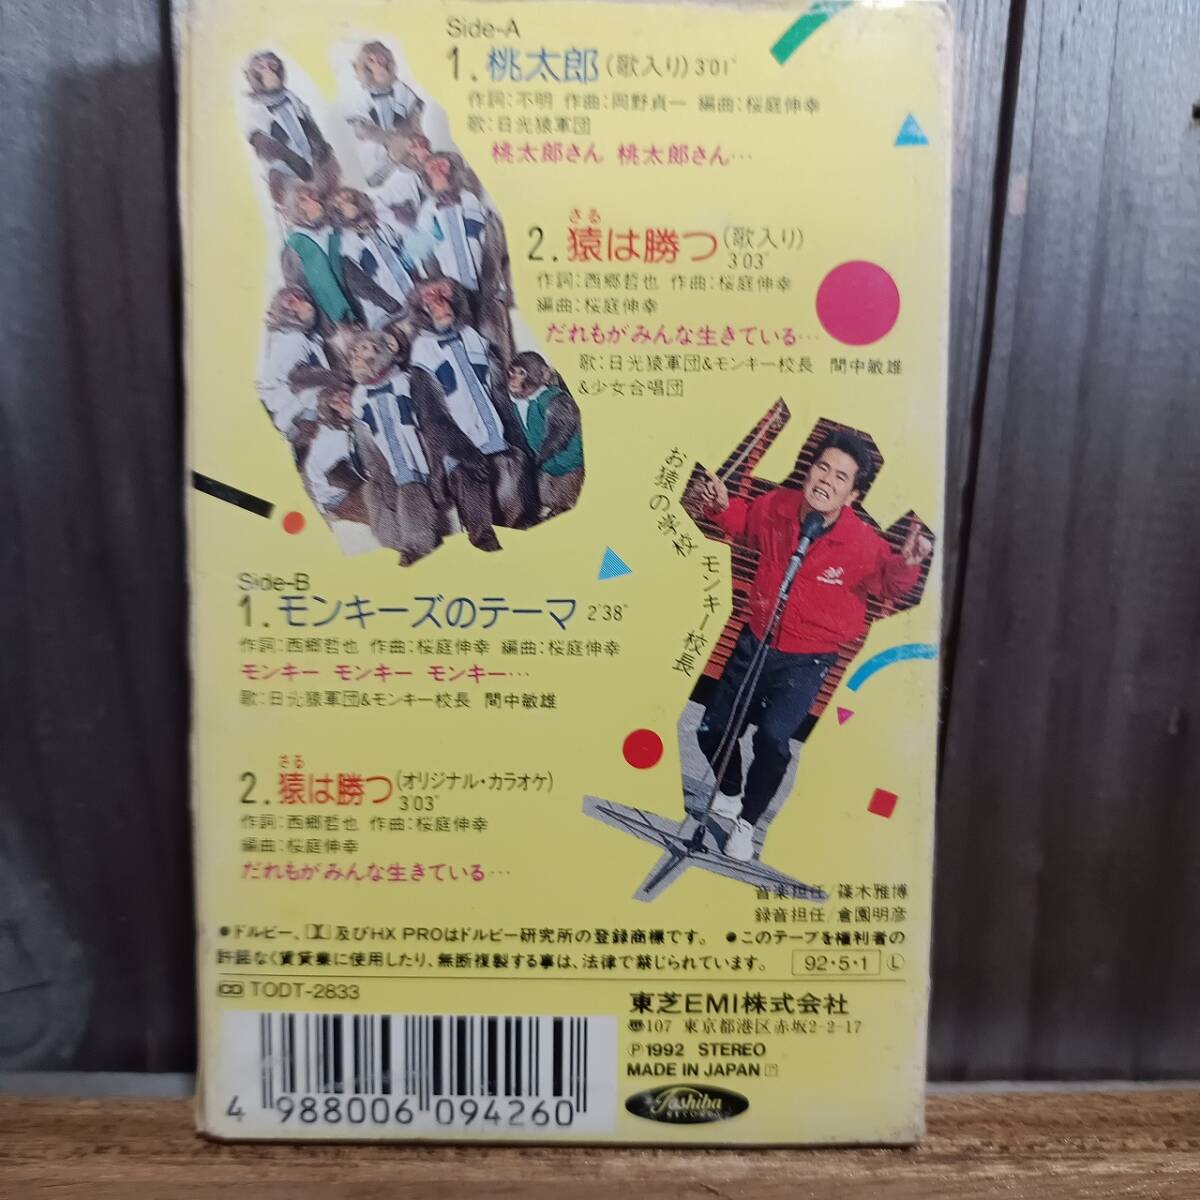 Side-A
1. 桃太郎 (歌入り) 3'01"
作詞:不明 作曲:岡野貞一 編曲:桜庭伸幸
歌:日光猿軍団
桃太郎さん 桃太郎さん…
さる
2. 猿は勝つ (歌入り)
3'03"
作詞:西郷哲也 作曲:桜庭伸幸
編曲:桜庭伸幸
だれもがみんな生きている…
歌:日光猿軍団&モンキー校長 間中敏雄
&少女合唱団
お猿の学校 モンキー校長
Side-B
1. モンキーズのテーマ 2'38"
作詞:西郷哲也 作曲:桜庭伸幸 編曲:桜庭伸幸
モンキー モンキー モンキー…
歌:日光猿軍団&モンキー校長 間中敏雄
さる
2. 猿は勝つ (オリジナル・カラオケ)
3'03"
作詞:西郷哲也 作曲:桜庭伸幸
編曲:桜庭伸幸
だれもがみんな生きている…
音楽担任/篠木雅博
録音担任/倉園明彦
●ドルビー、及びHX PROはドルビー研究所の登録商標です。 ●このテープを権利者の
許諾なく賃貸業に使用したり、無断複製する事は、法律で禁じられています。 92・5・1 Ⓛ
TODT-2833
東芝EMI株式会社
〠107 東京都港区赤坂2-2-17
Ⓟ1992 STEREO
MADE IN JAPAN
Toshiba
RECORDS
4 988006 094260